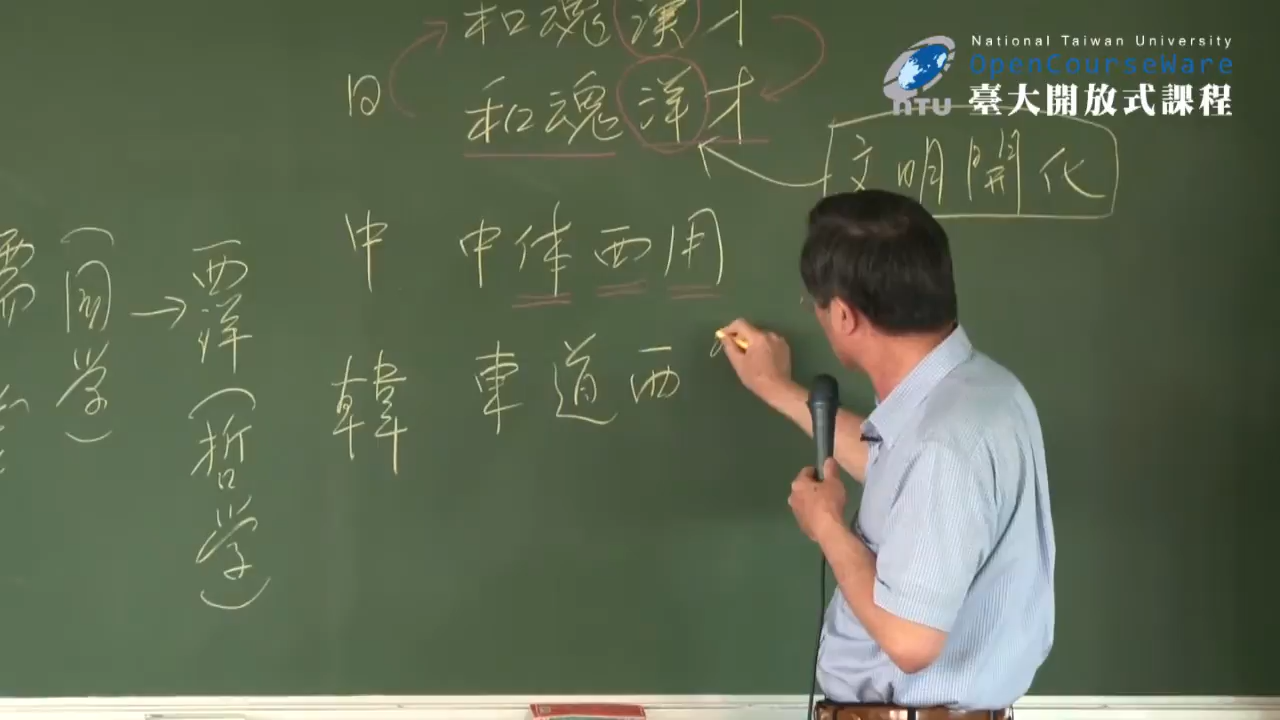 National Taiwan University
OpenCourseWare
NTU 臺大開放式課程
和魂漢才
日 和魂洋才
文明開化
中 中体西用
韓 東道西
(国学) → 西洋(哲学)